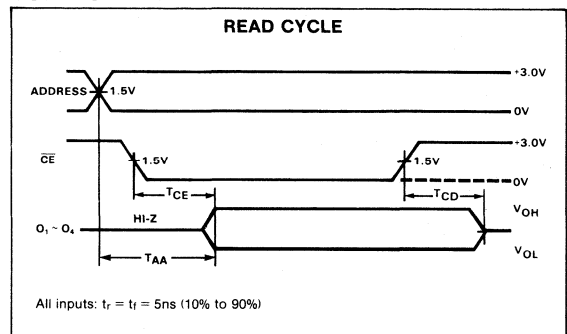 READ CYCLE
+3.0V
ADDRESS 1.5V
0V
+3.0V
CE 1.5V 1.5V
0V
TCE TCD
HI-Z VOH
O1 ~ O4
VOL
TAA
All inputs: tr = tf = 5ns (10% to 90%)